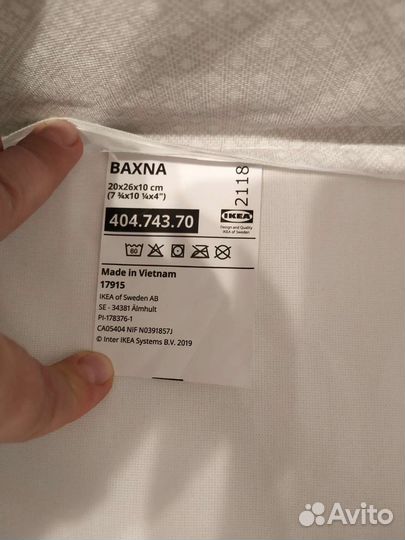 BAXNA
20x26x10 cm
(7 ¾x10 ¼x4")
404.743.70
2118
IKEA
Design and Quality
IKEA of Sweden
60
Made in Vietnam
17915
IKEA of Sweden AB
SE - 34381 Älmhult
PI-178376-1
CA05404 NIF N0391857J
© Inter IKEA Systems B.V. 2019
Avito